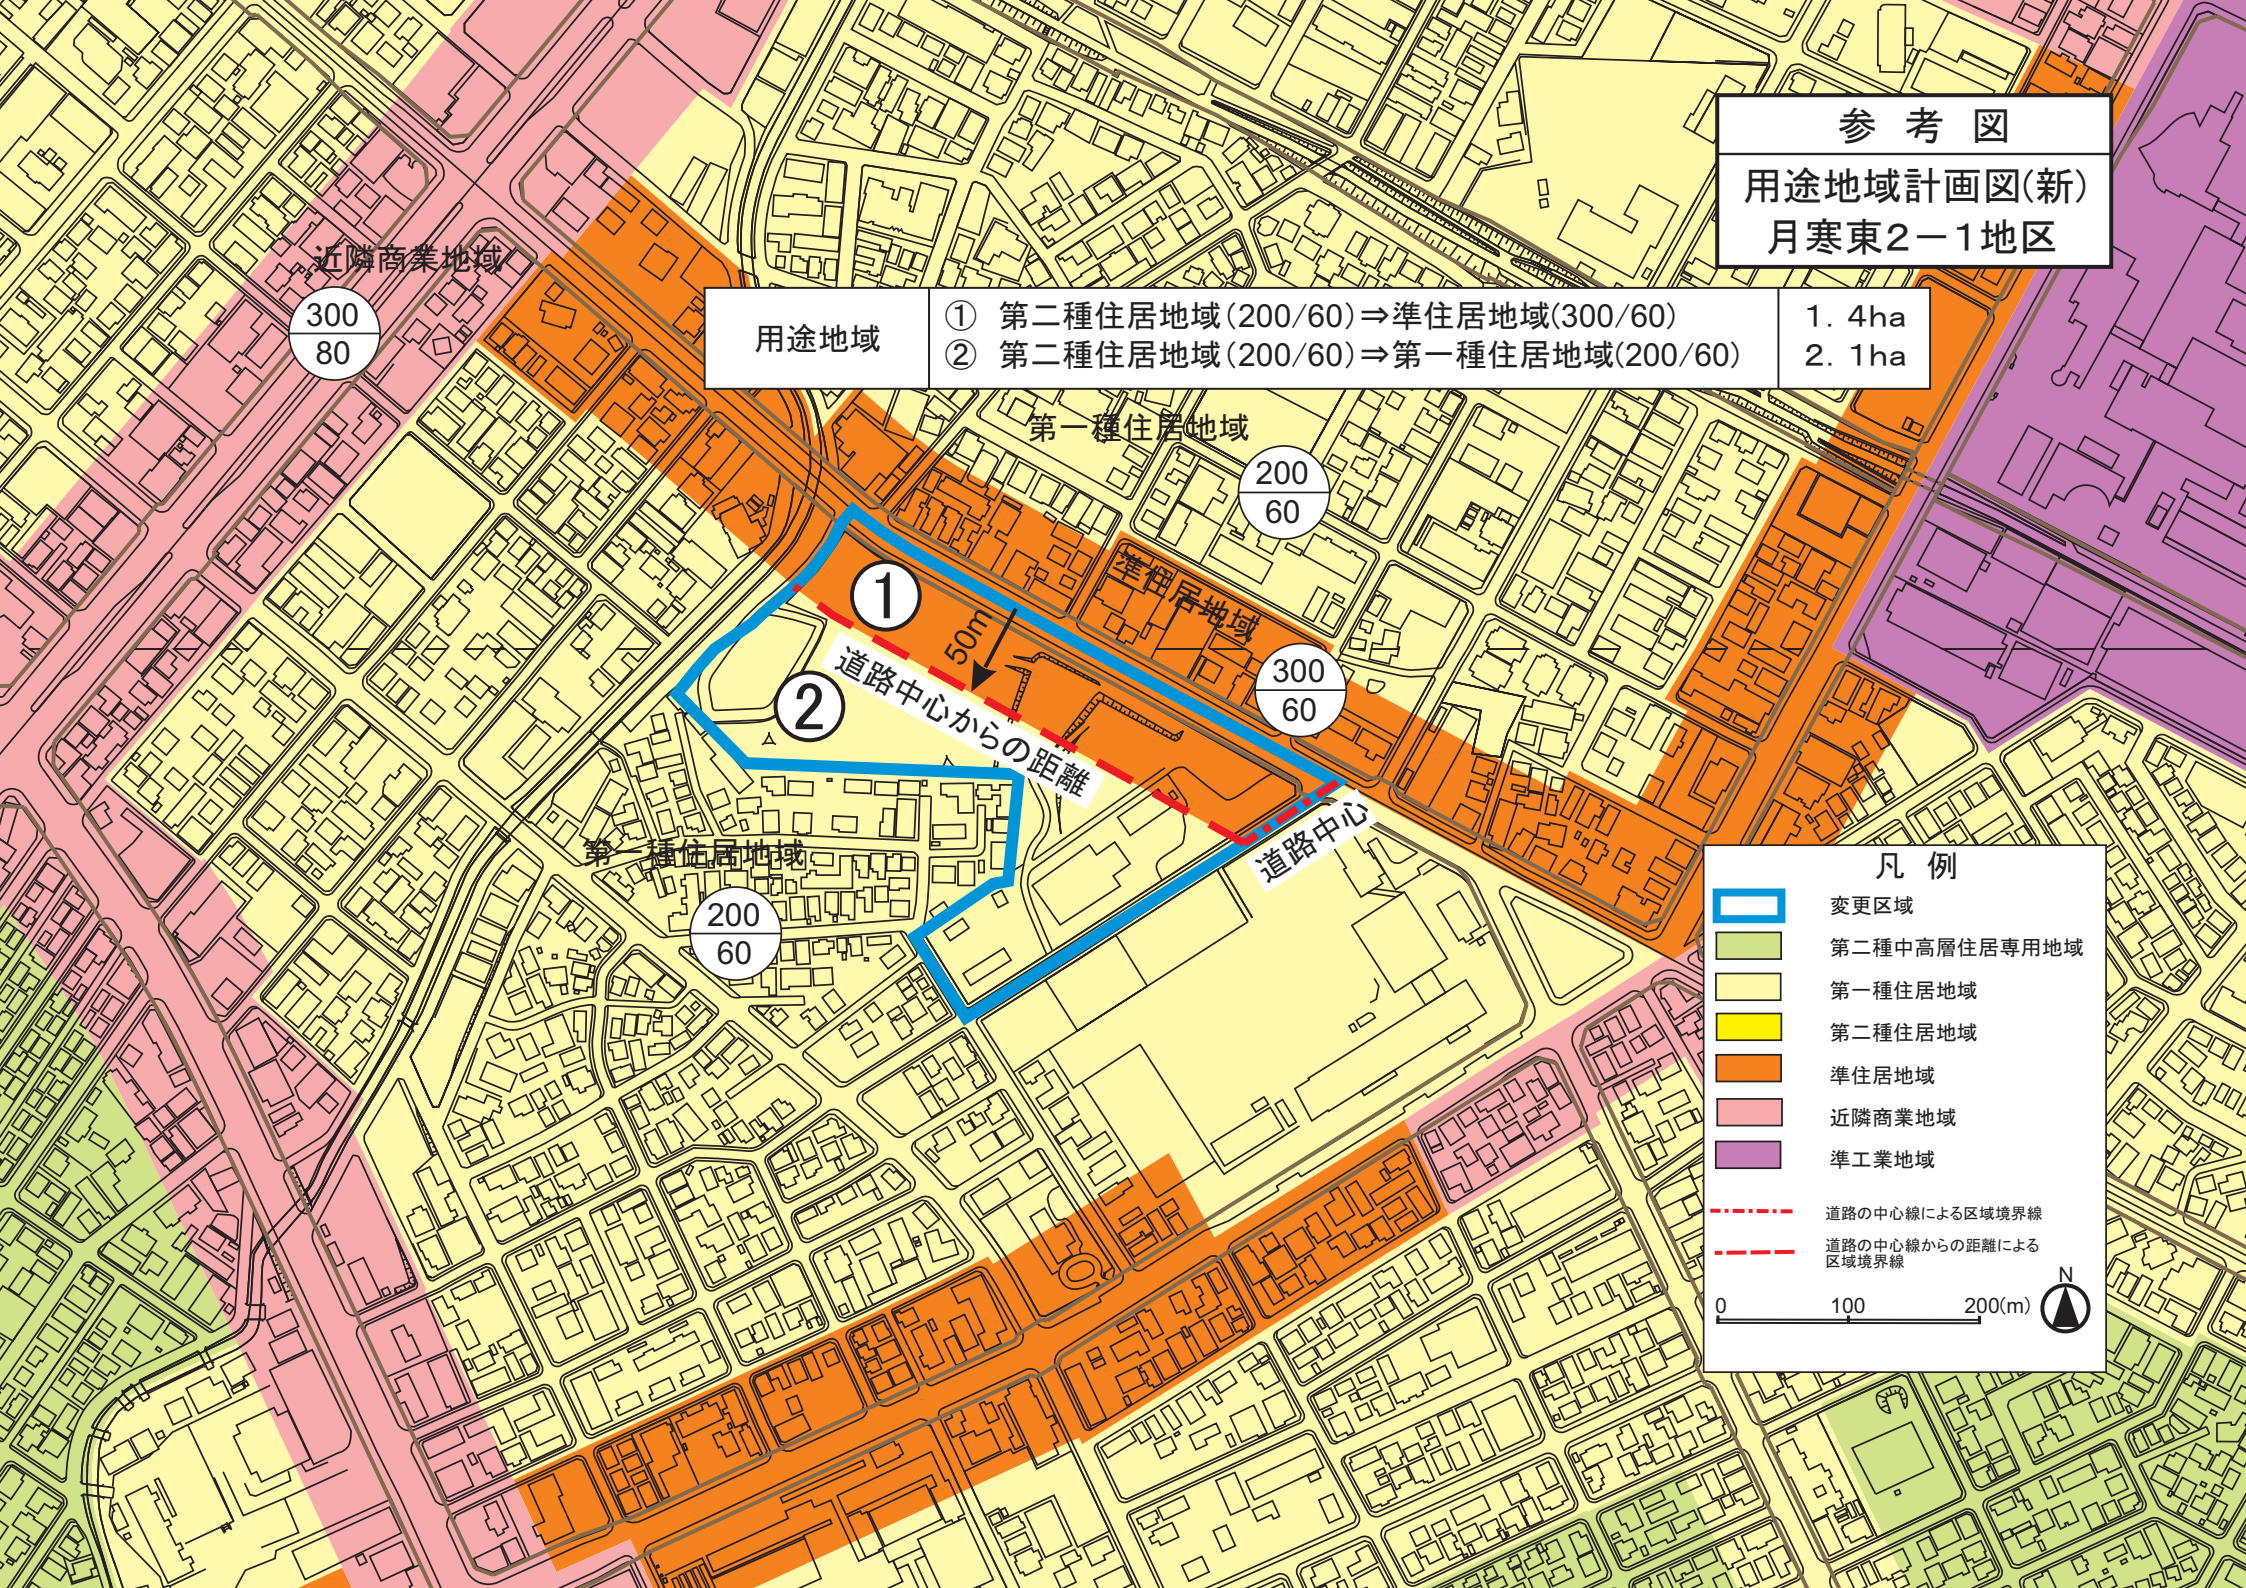 参 考 図
用途地域計画図(新)
月寒東2-1地区
用途地域
① 第二種住居地域(200/60)⇒準住居地域(300/60)
1. 4ha
② 第二種住居地域(200/60)⇒第一種住居地域(200/60)
2. 1ha
近隣商業地域
300
80
第一種住居地域
200
60
準住居地域
300
60
①
50m
②
道路中心からの距離
道路中心
第一種住居地域
200
60
凡 例
変更区域
第二種中高層住居専用地域
第一種住居地域
第二種住居地域
準住居地域
近隣商業地域
準工業地域
道路の中心線による区域境界線
道路の中心線からの距離による
区域境界線
N
0 100 200(m)